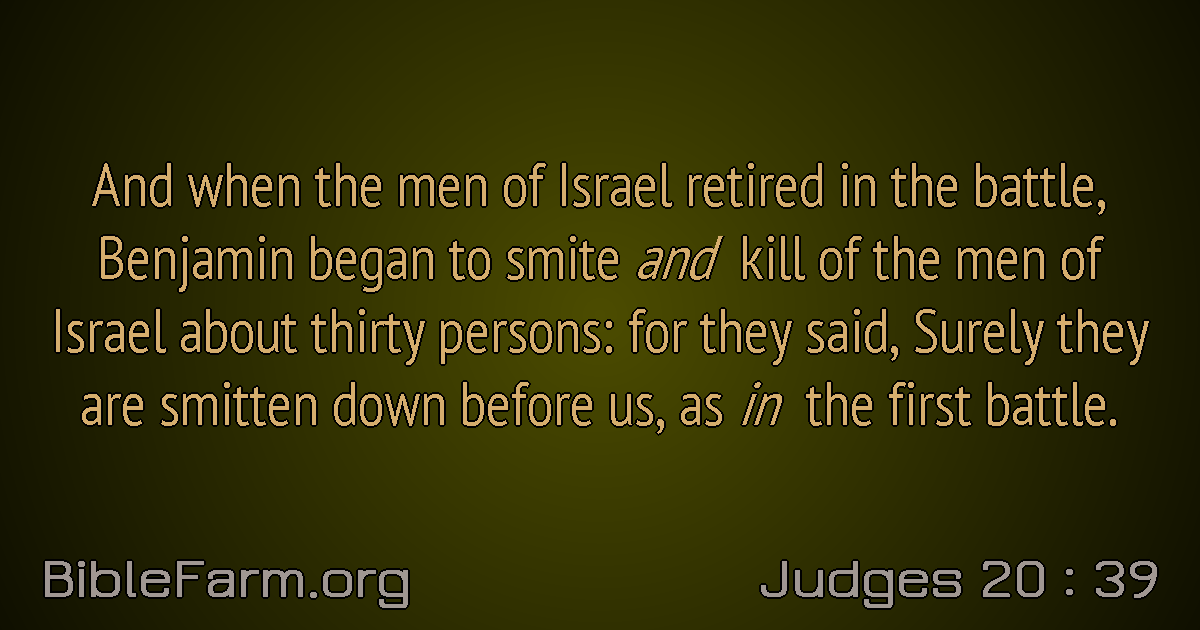 And when the men of Israel retired in the battle,
Benjamin began to smite and kill of the men of
Israel about thirty persons: for they said, Surely they
are smitten down before us, as in the first battle.
BibleFarm.org
Judges 20 : 39